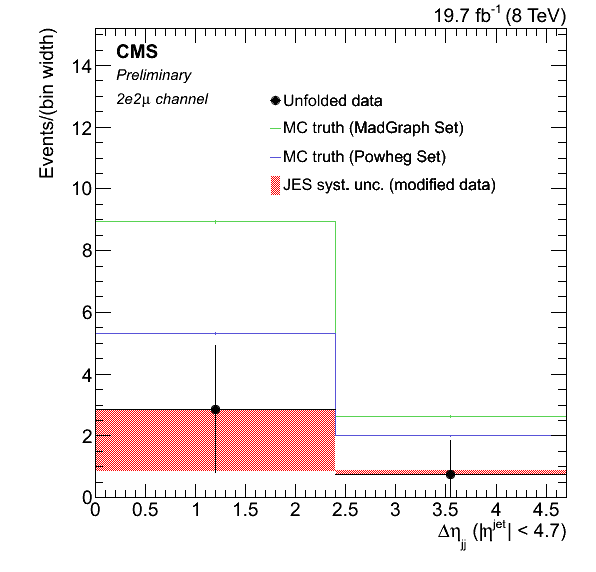 19.7 fb⁻¹ (8 TeV)
CMS
Preliminary
2e2μ channel
Unfolded data
MC truth (MadGraph Set)
MC truth (Powheg Set)
JES syst. unc. (modified data)
Events/(bin width)
14
12
10
8
6
4
2
0
0 0.5 1 1.5 2 2.5 3 3.5 4 4.5
Δη_jj (|η^jet| < 4.7)